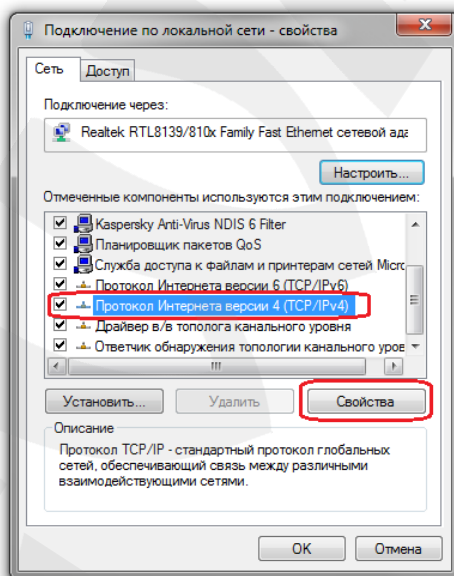 Подключение по локальной сети - свойства
Сеть Доступ
Подключение через:
Realtek RTL8139/810x Family Fast Ethernet сетевой ада
Настроить...
Отмеченные компоненты используются этим подключением:
Kaspersky Anti-Virus NDIS 6 Filter
Планировщик пакетов QoS
Служба доступа к файлам и принтерам сетей Micro
Протокол Интернета версии 6 (TCP/IPv6)
Протокол Интернета версии 4 (TCP/IPv4)
Драйвер в/в тополога канального уровня
Ответчик обнаружения топологии канального уров
Установить... Удалить Свойства
Описание
Протокол TCP/IP - стандартный протокол глобальных
сетей, обеспечивающий связь между различными
взаимодействующими сетями.
OK Отмена